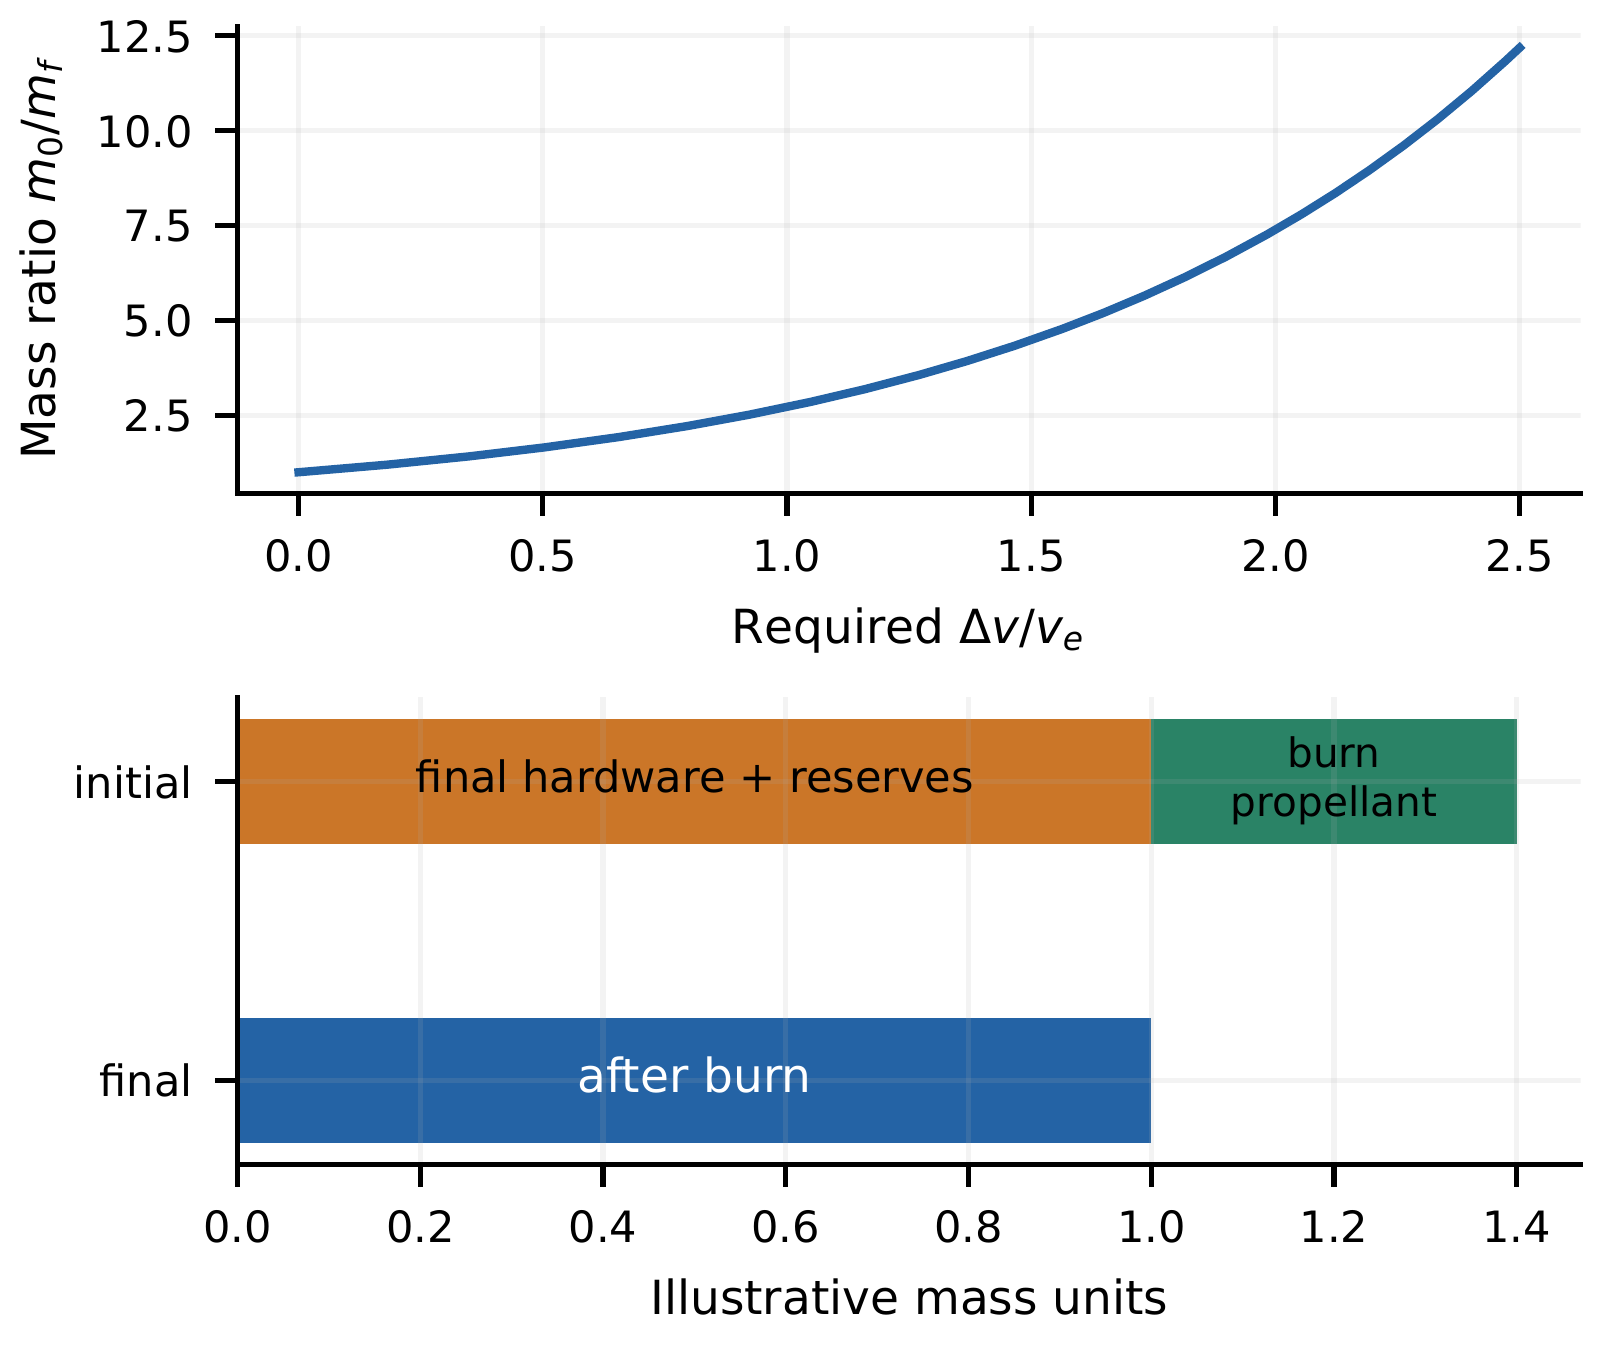 Mass ratio m₀/m_f
12.5
10.0
7.5
5.0
2.5
0.0 0.5 1.0 1.5 2.0 2.5
Required Δv/vₑ
initial
final hardware + reserves
burn
propellant
final
after burn
0.0 0.2 0.4 0.6 0.8 1.0 1.2 1.4
Illustrative mass units